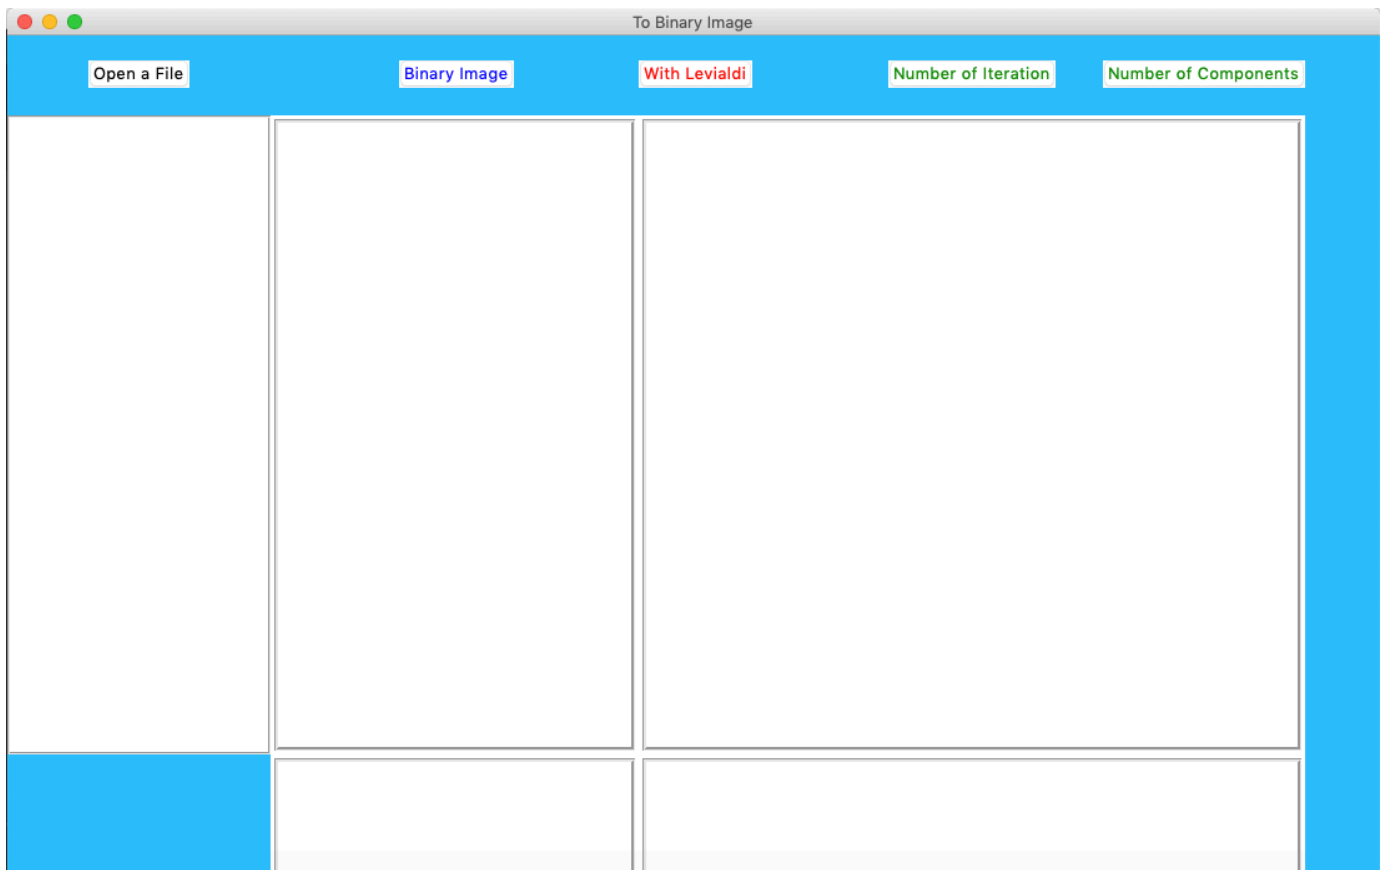 To Binary Image
Open a File
Binary Image
With Levialdi
Number of Iteration
Number of Components